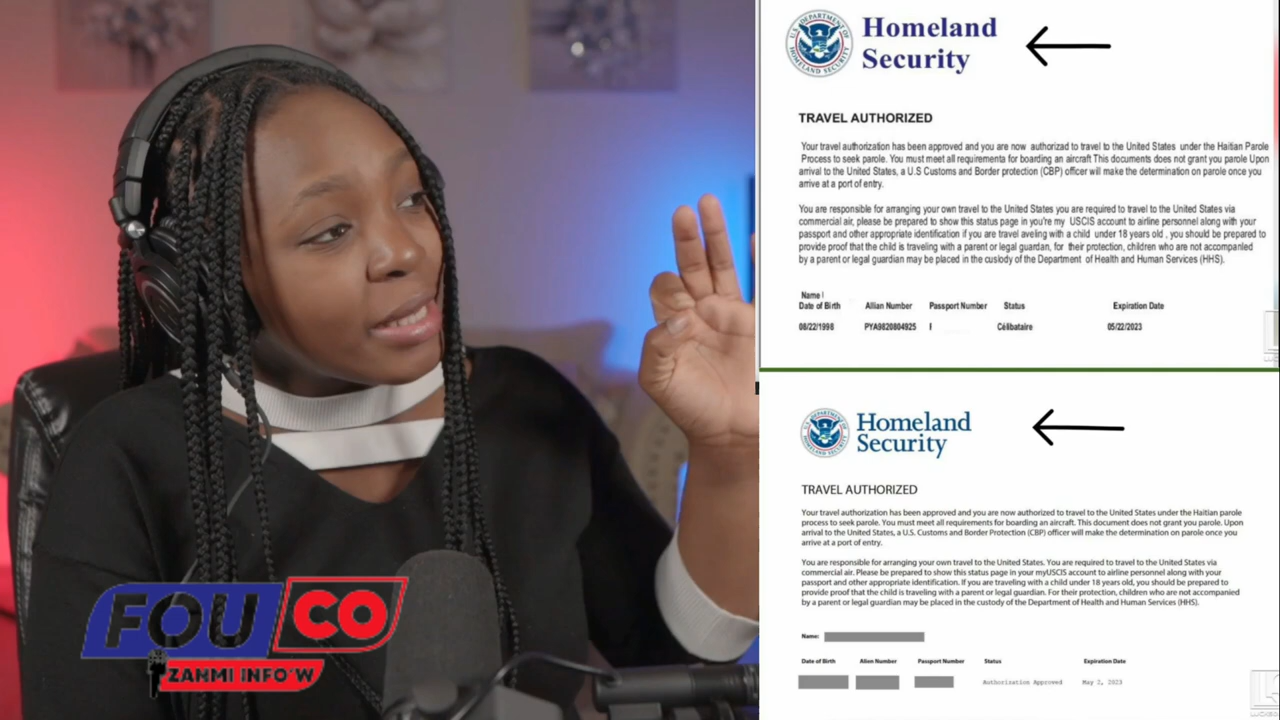 FOU CO
ZANMI INFO'W
U.S. DEPARTMENT OF
HOMELAND SECURITY
Homeland
Security
TRAVEL AUTHORIZED
Your travel authorization has been approved and you are now authorizad to travel to the United States under the Haitian Parole
Process to seek parole. You must meet all requirementa for boarding an aircraft This documents does not grant you parole Upon
arrival to the United States, a U.S Customs and Border protection (CBP) officer will make the determination on parole once you
arrive at a port of entry.
You are responsible for arranging your own travel to the United States you are required to travel to the United States via
commercial air, please be prepared to show this status page in you're my USCIS account to airline personnel along with your
passport and other appropriate identification if you are travel aveling with a child under 18 years old , you should be prepared to
provide proof that the child is traveling with a parent or legal guardan, for their protection, children who are not accompanied
by a parent or legal guardian may be placed in the custody of the Department of Health and Human Services (HHS).
Name
Date of Birth Allian Number Passport Number Status Expiration Date
08/22/1998 PYA9820804925 Célibataire 05/22/2023
U.S. DEPARTMENT OF
HOMELAND SECURITY
Homeland
Security
TRAVEL AUTHORIZED
Your travel authorization has been approved and you are now authorized to travel to the United States under the Haitian parole
process to seek parole. You must meet all requirements for boarding an aircraft. This document does not grant you parole. Upon
arrival to the United States, a U.S. Customs and Border Protection (CBP) officer will make the determination on parole once you
arrive at a port of entry.
You are responsible for arranging your own travel to the United States. You are required to travel to the United States via
commercial air. Please be prepared to show this status page in your myUSCIS account to airline personnel along with your
passport and other appropriate identification. If you are traveling with a child under 18 years old, you should be prepared to
provide proof that the child is traveling with a parent or legal guardian. For their protection, children who are not accompanied
by a parent or legal guardian may be placed in the custody of the Department of Health and Human Services (HHS).
Name:
Date of Birth Alien Number Passport Number Status Expiration Date
Authorization Approved May 2, 2023